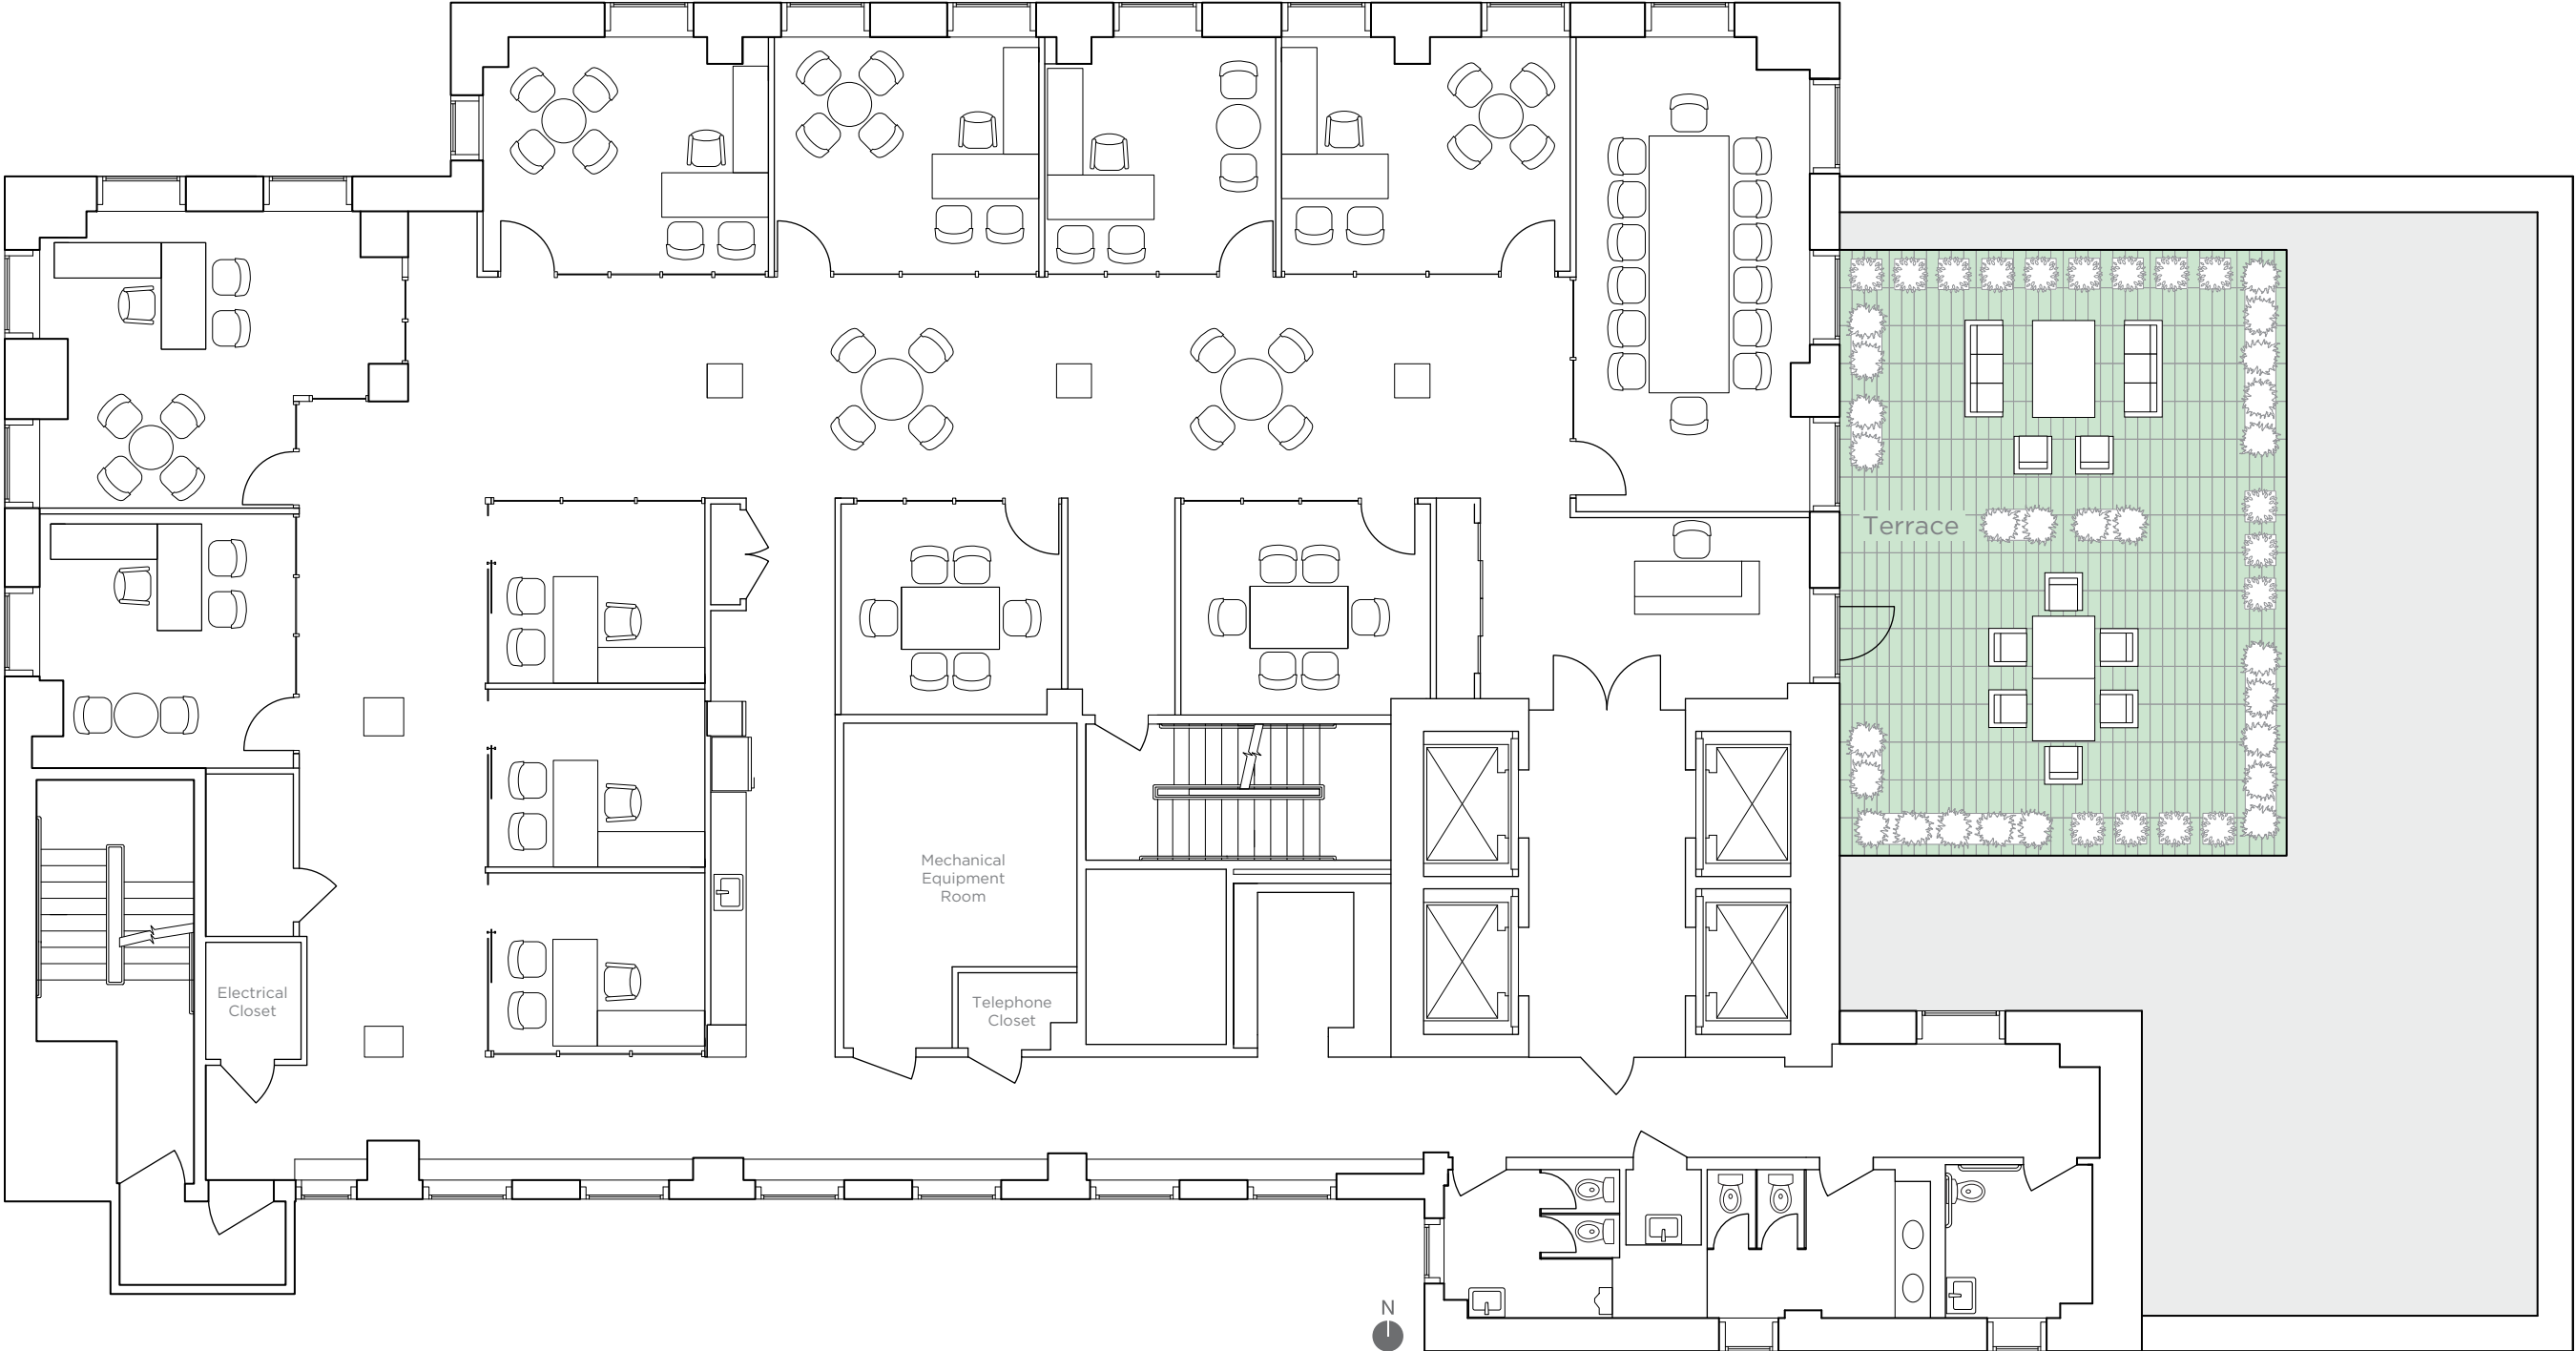 Terrace
Mechanical
Equipment
Room
Electrical
Closet
Telephone
Closet
N